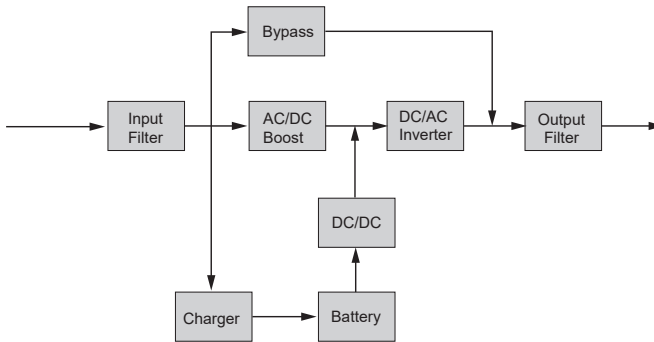 Bypass
Input
Filter
AC/DC
Boost
DC/AC
Inverter
Output
Filter
DC/DC
Charger
Battery